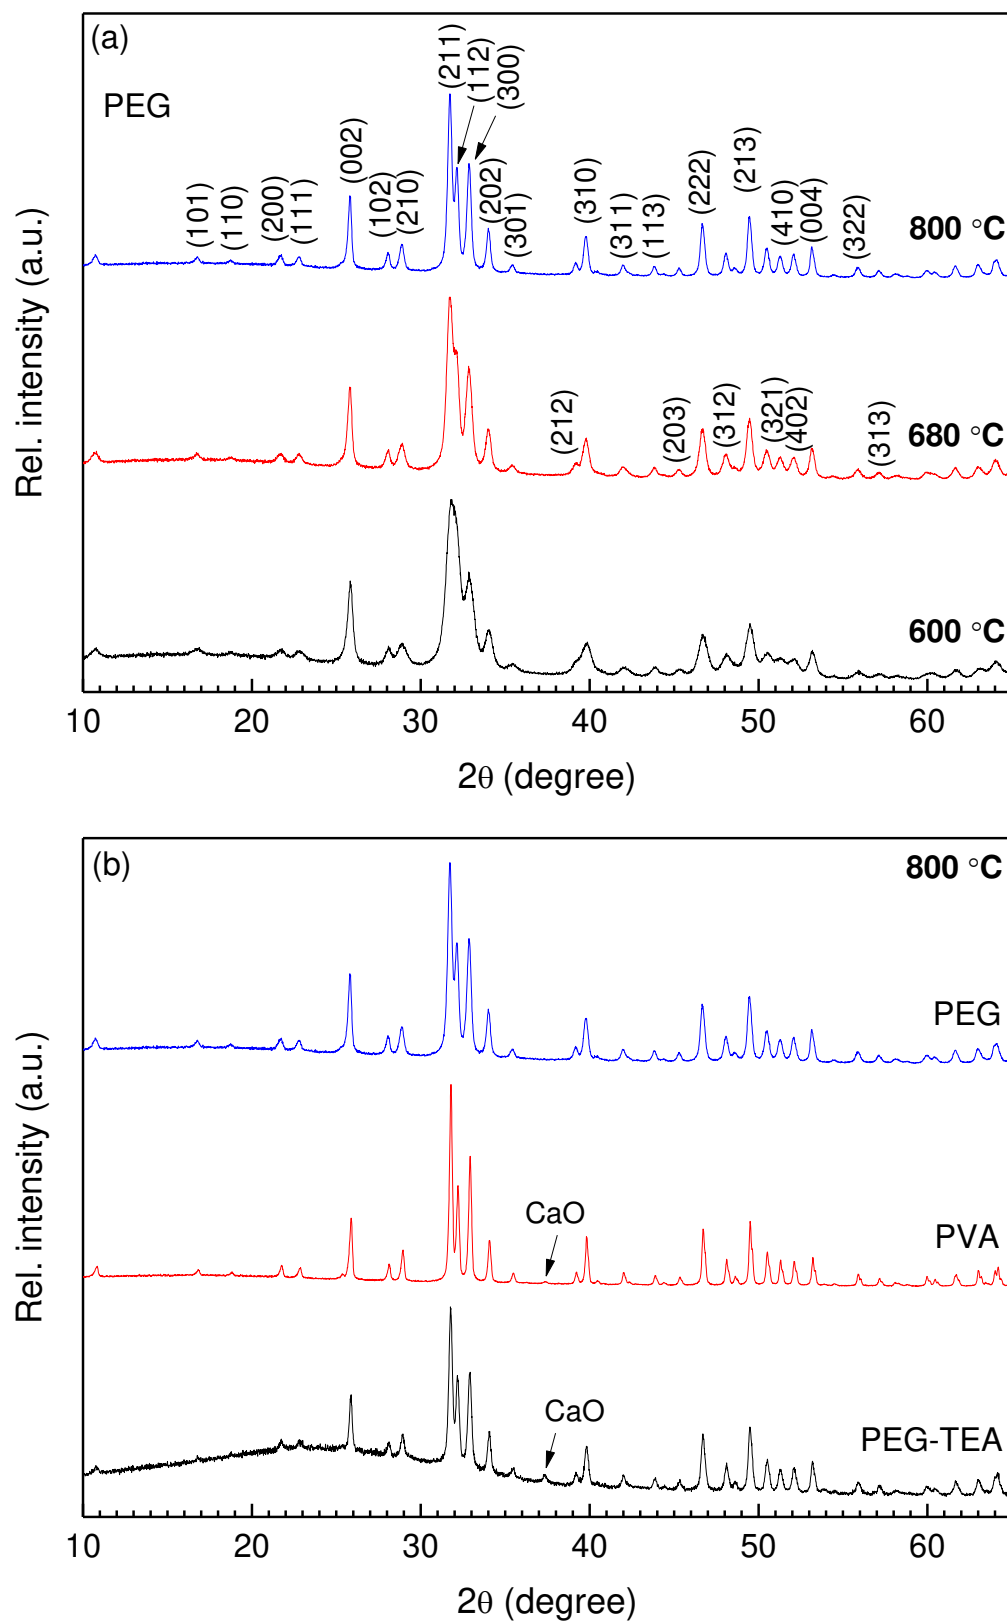 (a)
PEG
(101)
(110)
(200)
(111)
(002)
(102)
(210)
(211)
(112)
(300)
(202)
(301)
(310)
(311)
(113)
(222)
(213)
(410)
(004)
(322)
800 °C
(212)
(203)
(312)
(321)
(402)
(313)
680 °C
600 °C
Rel. intensity (a.u.)
10 20 30 40 50 60
2θ (degree)
(b)
800 °C
PEG
CaO
PVA
CaO
PEG-TEA
Rel. intensity (a.u.)
10 20 30 40 50 60
2θ (degree)